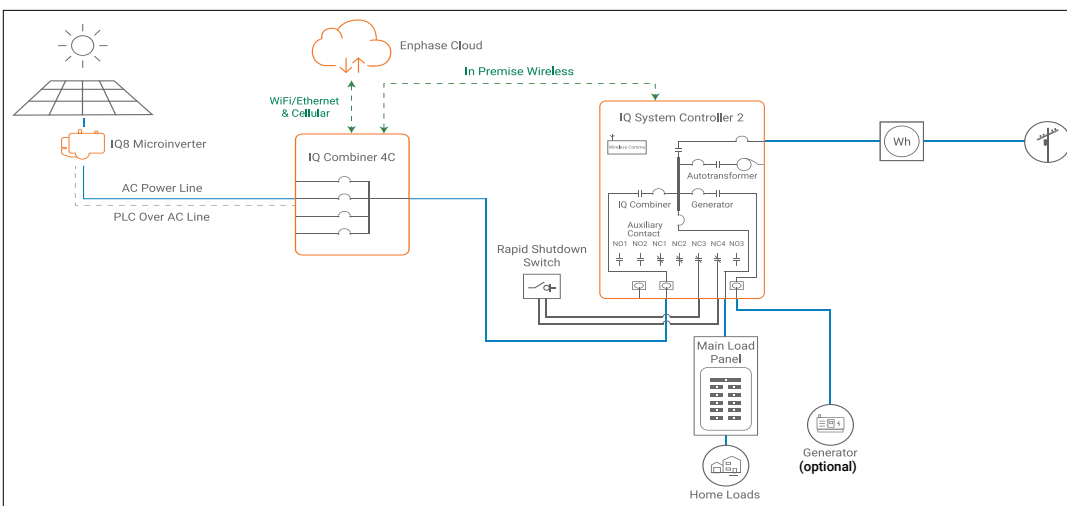 Enphase Cloud
In Premise Wireless
WiFi/Ethernet
& Cellular
IQ8 Microinverter
IQ Combiner 4C
IQ System Controller 2
Wireless Comms
Wh
Autotransformer
AC Power Line
PLC Over AC Line
IQ Combiner
Generator
Auxiliary
Contact
NO1 NO2 NC1 NC2 NC3 NC4 NO3
Rapid Shutdown
Switch
Main Load
Panel
Generator
(optional)
Home Loads